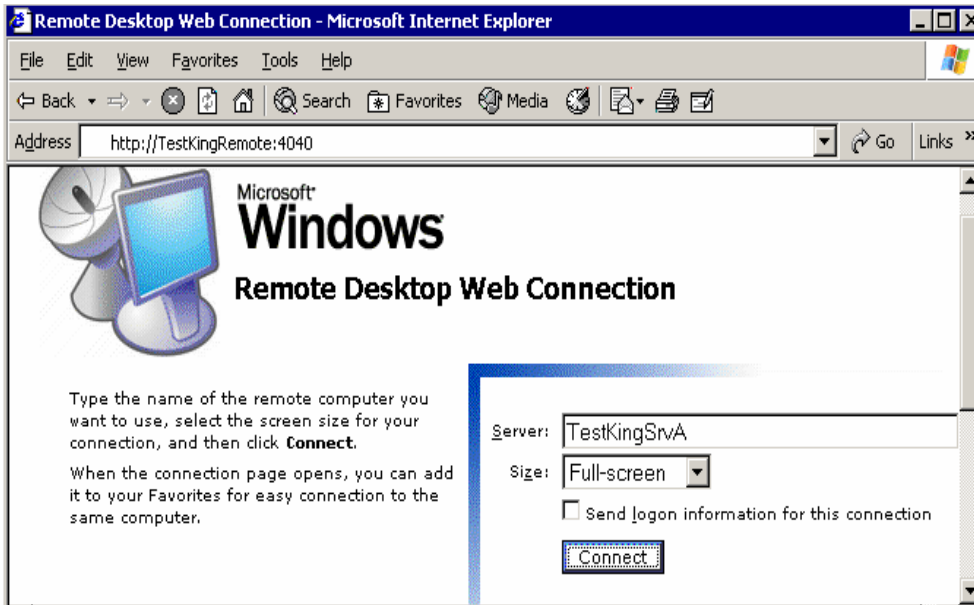 Remote Desktop Web Connection - Microsoft Internet Explorer
File Edit View Favorites Tools Help
Back Search Favorites Media
Address http://TestKingRemote:4040 Go Links »
Microsoft
Windows
Remote Desktop Web Connection
Type the name of the remote computer you
want to use, select the screen size for your
connection, and then click Connect.
When the connection page opens, you can add
it to your Favorites for easy connection to the
same computer.
Server: TestKingSrvA
Size: Full-screen
Send logon information for this connection
Connect